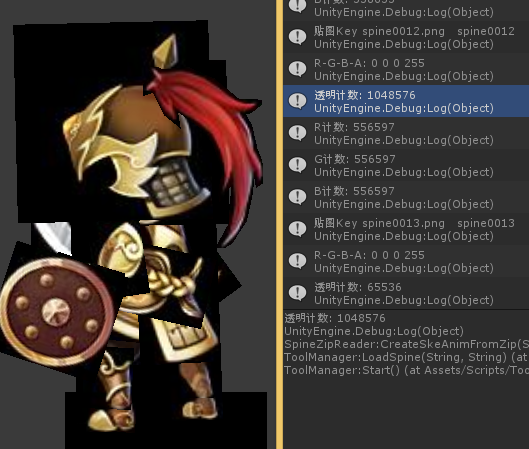 UnityEngine.Debug:Log(Object)
贴图Key spine0012.png spine0012
UnityEngine.Debug:Log(Object)
R-G-B-A: 0 0 0 255
UnityEngine.Debug:Log(Object)
透明计数: 1048576
UnityEngine.Debug:Log(Object)
R计数: 556597
UnityEngine.Debug:Log(Object)
G计数: 556597
UnityEngine.Debug:Log(Object)
B计数: 556597
UnityEngine.Debug:Log(Object)
贴图Key spine0013.png spine0013
UnityEngine.Debug:Log(Object)
R-G-B-A: 0 0 0 255
UnityEngine.Debug:Log(Object)
透明计数: 65536
UnityEngine.Debug:Log(Object)
透明计数: 1048576
UnityEngine.Debug:Log(Object)
SpineZipReader:CreateSkeAnimFromZip(S
ToolManager:LoadSpine(String, String) (at
ToolManager:Start() (at Assets/Scripts/Too